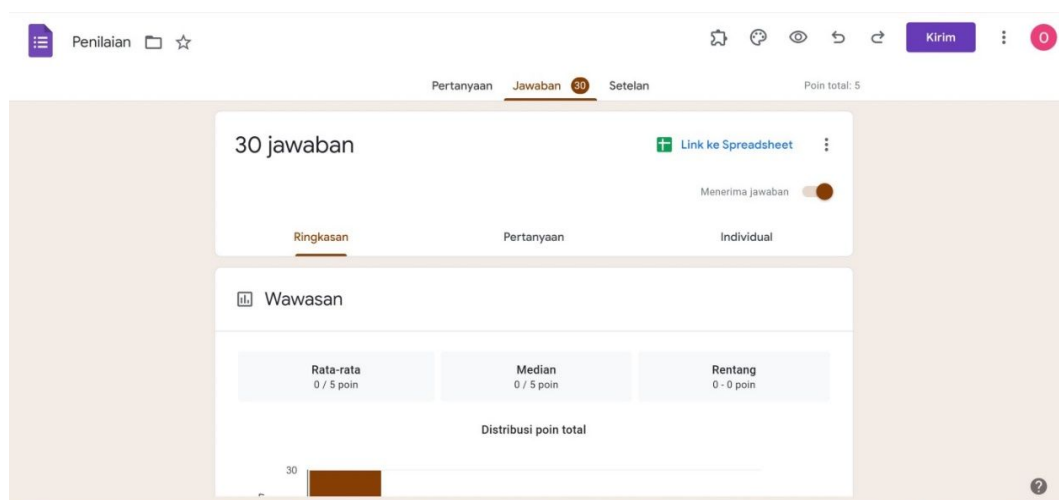 Penilaian
Kirim
O
Pertanyaan Jawaban 30 Setelan Poin total: 5
30 jawaban
Link ke Spreadsheet
Menerima jawaban
Ringkasan Pertanyaan Individual
Wawasan
Rata-rata Median Rentang
0 / 5 poin 0 / 5 poin 0 - 0 poin
Distribusi poin total
30